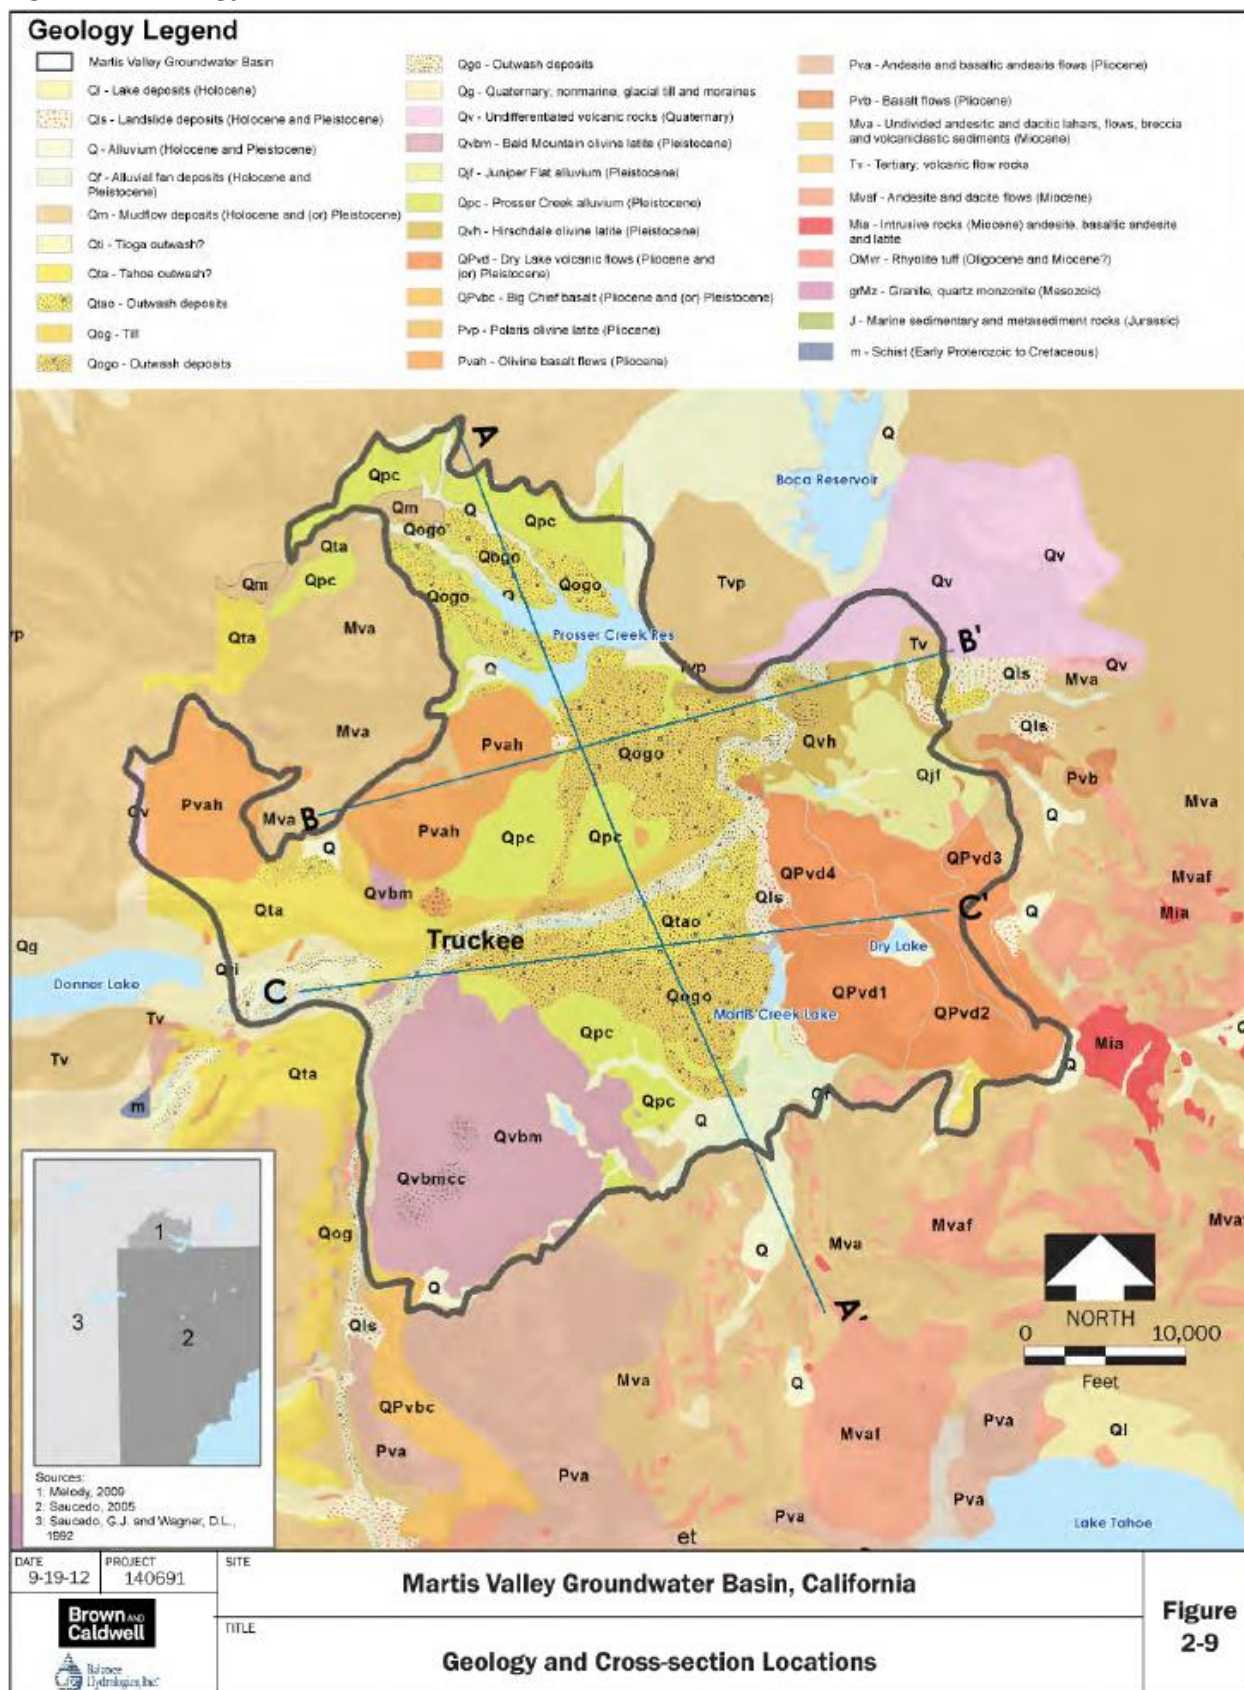 Geology Legend
Martis Valley Groundwater Basin
Ql - Lake deposits (Holocene)
Qls - Landslide deposits (Holocene and Pleistocene)
Q - Alluvium (Holocene and Pleistocene)
Qf - Alluvial fan deposits (Holocene and
Pleistocene)
Qm - Mudflow deposits (Holocene and (or) Pleistocene)
Qti - Tioga outwash?
Qta - Tahoe outwash?
Qtao - Outwash deposits
Qog - Till
Qogo - Outwash deposits
Qgo - Outwash deposits
Qg - Quaternary, nonmarine, glacial till and moraines
Qv - Undifferentiated volcanic rocks (Quaternary)
Qvbm - Bald Mountain olivine latite (Pleistocene)
Qjf - Juniper Flat alluvium (Pleistocene)
Qpc - Prosser Creek alluvium (Pleistocene)
Qvh - Hirschdale olivine latite (Pleistocene)
QPvd - Dry Lake volcanic flows (Pliocene and
(or) Pleistocene)
QPvbc - Big Chief basalt (Pliocene and (or) Pleistocene)
Pvp - Polaris olivine latite (Pliocene)
Pvah - Olivine basalt flows (Pliocene)
Pva - Andesite and basaltic andesite flows (Pliocene)
Pvb - Basalt flows (Pliocene)
Mva - Undivided andesitic and dacitic lahars, flows, breccia
and volcaniclastic sediments (Miocene)
Tv - Tertiary, volcanic flow rocks
Mvaf - Andesite and dacite flows (Miocene)
Mia - Intrusive rocks (Miocene) andesite, basaltic andesite
and latite
OMvr - Rhyolite tuff (Oligocene and Miocene?)
grMz - Granite, quartz monzonite (Mesozoic)
J - Marine sedimentary and metasediment rocks (Jurassic)
m - Schist (Early Proterozoic to Cretaceous)
A
Q
Qpc
Boca Reservoir
Qm
Q
Qpc
Qogo
Qta
Qogo
Qv
Qv
Qm
Qpc
Qogo
Qogo
Q
Tvp
Mva
Qta
Prosser Creek Res
Tv
B'
Q
Qls
Mva
Qv
Mva
Qls
Pvah
Qogo
Qvh
Qjf
Pvb
Mva
Pvah
Mva
B
Pvah
Q
Qpc
Qpc
Q
QPvd4
QPvd3
Qvbm
Qls
Mvaf
Qta
Qtao
C'
Q
Mia
Truckee
Qg
Dry Lake
Donner Lake
C
Qogo
QPvd1
Martis Creek Lake
QPvd2
Tv
Qpc
Mia
Tv
Qta
Q
m
Qpc
Q
Qvbm
Qvbmcc
Mvaf
Qog
Q
Mva
Q
A'
Qls
Mva
Q
QPvbc
Pva
Mvaf
Pva
Ql
Pva
Pva
Pva
Lake Tahoe
et
NORTH
0 10,000
Feet
1
3
2
Sources:
1: Melody, 2009
2: Saucedo, 2005
3: Saucedo, G.J. and Wagner, D.L.,
1992
DATE
9-19-12
PROJECT
140691
SITE
Martis Valley Groundwater Basin, California
TITLE
Geology and Cross-section Locations
Figure
2-9
Brown AND
Caldwell
Balance
Hydrologics, Inc.